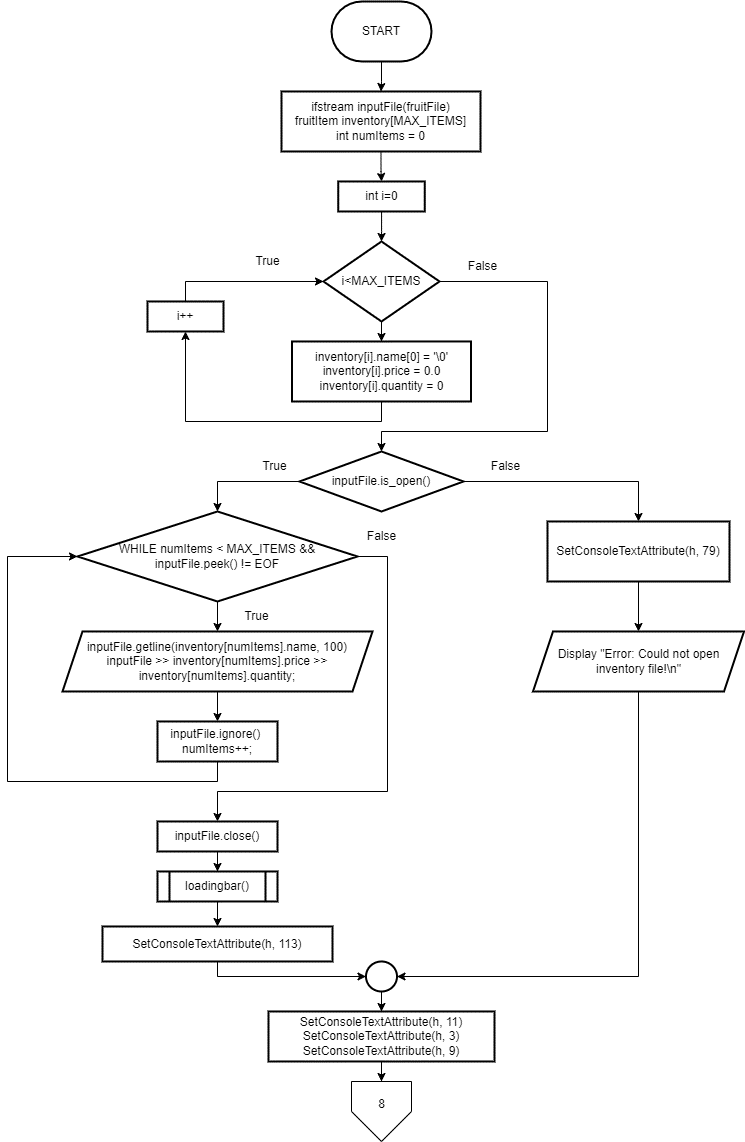 START
ifstream inputFile(fruitFile)
fruitItem inventory[MAX_ITEMS]
int numItems = 0
int i=0
True
False
i<MAX_ITEMS
i++
inventory[i].name[0] = '\0'
inventory[i].price = 0.0
inventory[i].quantity = 0
True
inputFile.is_open()
False
WHILE numItems < MAX_ITEMS &&
inputFile.peek() != EOF
False
SetConsoleTextAttribute(h, 79)
True
inputFile.getline(inventory[numItems].name, 100)
inputFile >> inventory[numItems].price >>
inventory[numItems].quantity;
Display "Error: Could not open
inventory file!\n"
inputFile.ignore()
numItems++;
inputFile.close()
loadingbar()
SetConsoleTextAttribute(h, 113)
SetConsoleTextAttribute(h, 11)
SetConsoleTextAttribute(h, 3)
SetConsoleTextAttribute(h, 9)
8